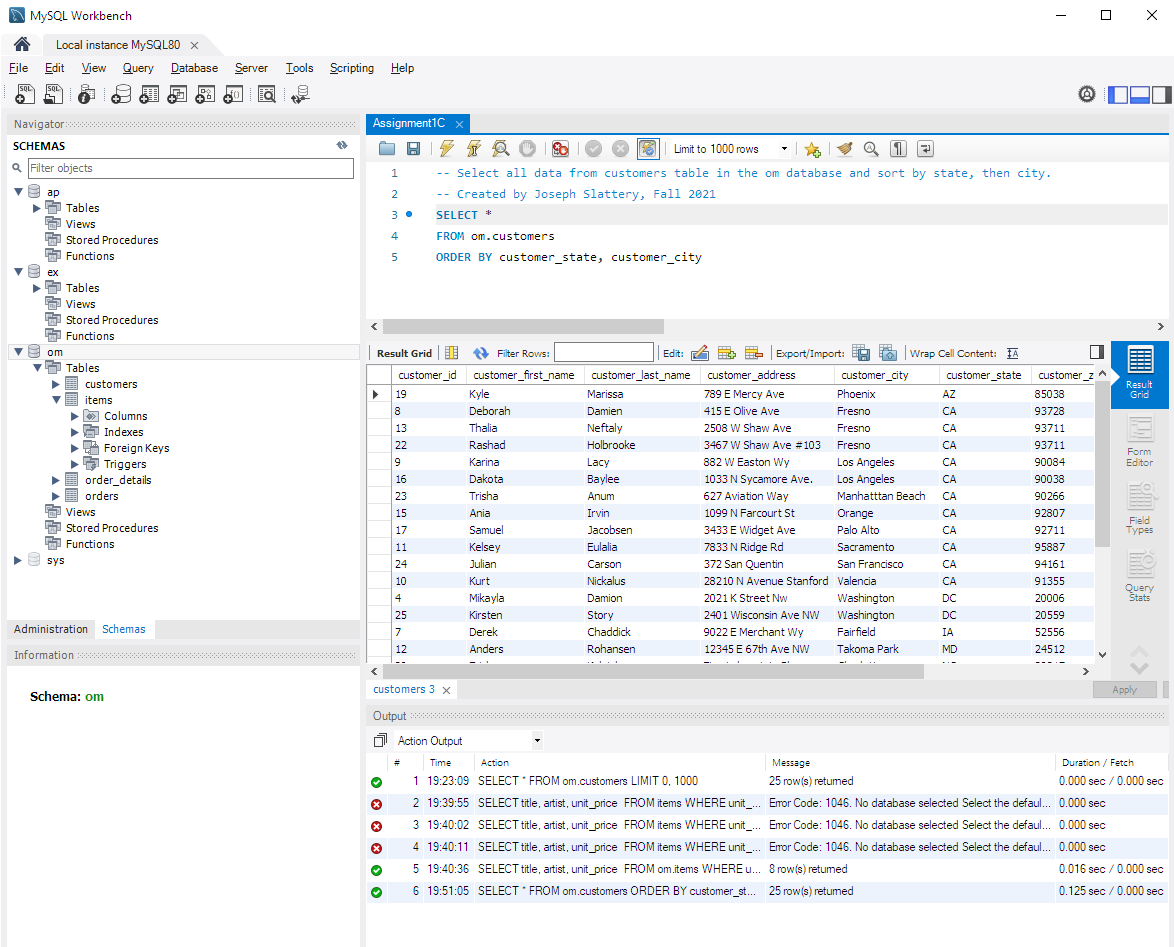 MySQL Workbench
Local instance MySQL80
File Edit View Query Database Server Tools Scripting Help
Navigator
SCHEMAS
Filter objects
ap
Tables
Views
Stored Procedures
Functions
ex
Tables
Views
Stored Procedures
Functions
om
Tables
customers
items
Columns
Indexes
Foreign Keys
Triggers
order_details
orders
Views
Stored Procedures
Functions
sys
Administration Schemas
Information
Schema: om
Assignment1C
Limit to 1000 rows
1 -- Select all data from customers table in the om database and sort by state, then city.
2 -- Created by Joseph Slattery, Fall 2021
3 SELECT *
4 FROM om.customers
5 ORDER BY customer_state, customer_city
Result Grid Filter Rows: Edit: Export/Import: Wrap Cell Content:
customer_id customer_first_name customer_last_name customer_address customer_city customer_state customer_z
19 Kyle Marissa 789 E Mercy Ave Phoenix AZ 85038
8 Deborah Damien 415 E Olive Ave Fresno CA 93728
13 Thalia Neftaly 2508 W Shaw Ave Fresno CA 93711
22 Rashad Holbrooke 3467 W Shaw Ave #103 Fresno CA 93711
9 Karina Lacy 882 W Easton Wy Los Angeles CA 90084
16 Dakota Baylee 1033 N Sycamore Ave. Los Angeles CA 90038
23 Trisha Anum 627 Aviation Way Manhatttan Beach CA 90266
15 Ania Irvin 1099 N Farcourt St Orange CA 92807
17 Samuel Jacobsen 3433 E Widget Ave Palo Alto CA 92711
11 Kelsey Eulalia 7833 N Ridge Rd Sacramento CA 95887
24 Julian Carson 372 San Quentin San Francisco CA 94161
10 Kurt Nickalus 28210 N Avenue Stanford Valencia CA 91355
4 Mikayla Damion 2021 K Street Nw Washington DC 20006
25 Kirsten Story 2401 Wisconsin Ave NW Washington DC 20559
7 Derek Chaddick 9022 E Merchant Wy Fairfield IA 52556
12 Anders Rohansen 12345 E 67th Ave NW Takoma Park MD 24512
Result
Grid
Form
Editor
Field
Types
Query
Stats
customers 3
Apply
Output
Action Output
# Time Action Message Duration / Fetch
1 19:23:09 SELECT * FROM om.customers LIMIT 0, 1000 25 row(s) returned 0.000 sec / 0.000 sec
2 19:39:55 SELECT title, artist, unit_price FROM items WHERE unit_... Error Code: 1046. No database selected Select the defaul... 0.000 sec
3 19:40:02 SELECT title, artist, unit_price FROM items WHERE unit_... Error Code: 1046. No database selected Select the defaul... 0.000 sec
4 19:40:11 SELECT title, artist, unit_price FROM items WHERE unit_... Error Code: 1046. No database selected Select the defaul... 0.000 sec
5 19:40:36 SELECT title, artist, unit_price FROM om.items WHERE u... 8 row(s) returned 0.016 sec / 0.000 sec
6 19:51:05 SELECT * FROM om.customers ORDER BY customer_st... 25 row(s) returned 0.125 sec / 0.000 sec